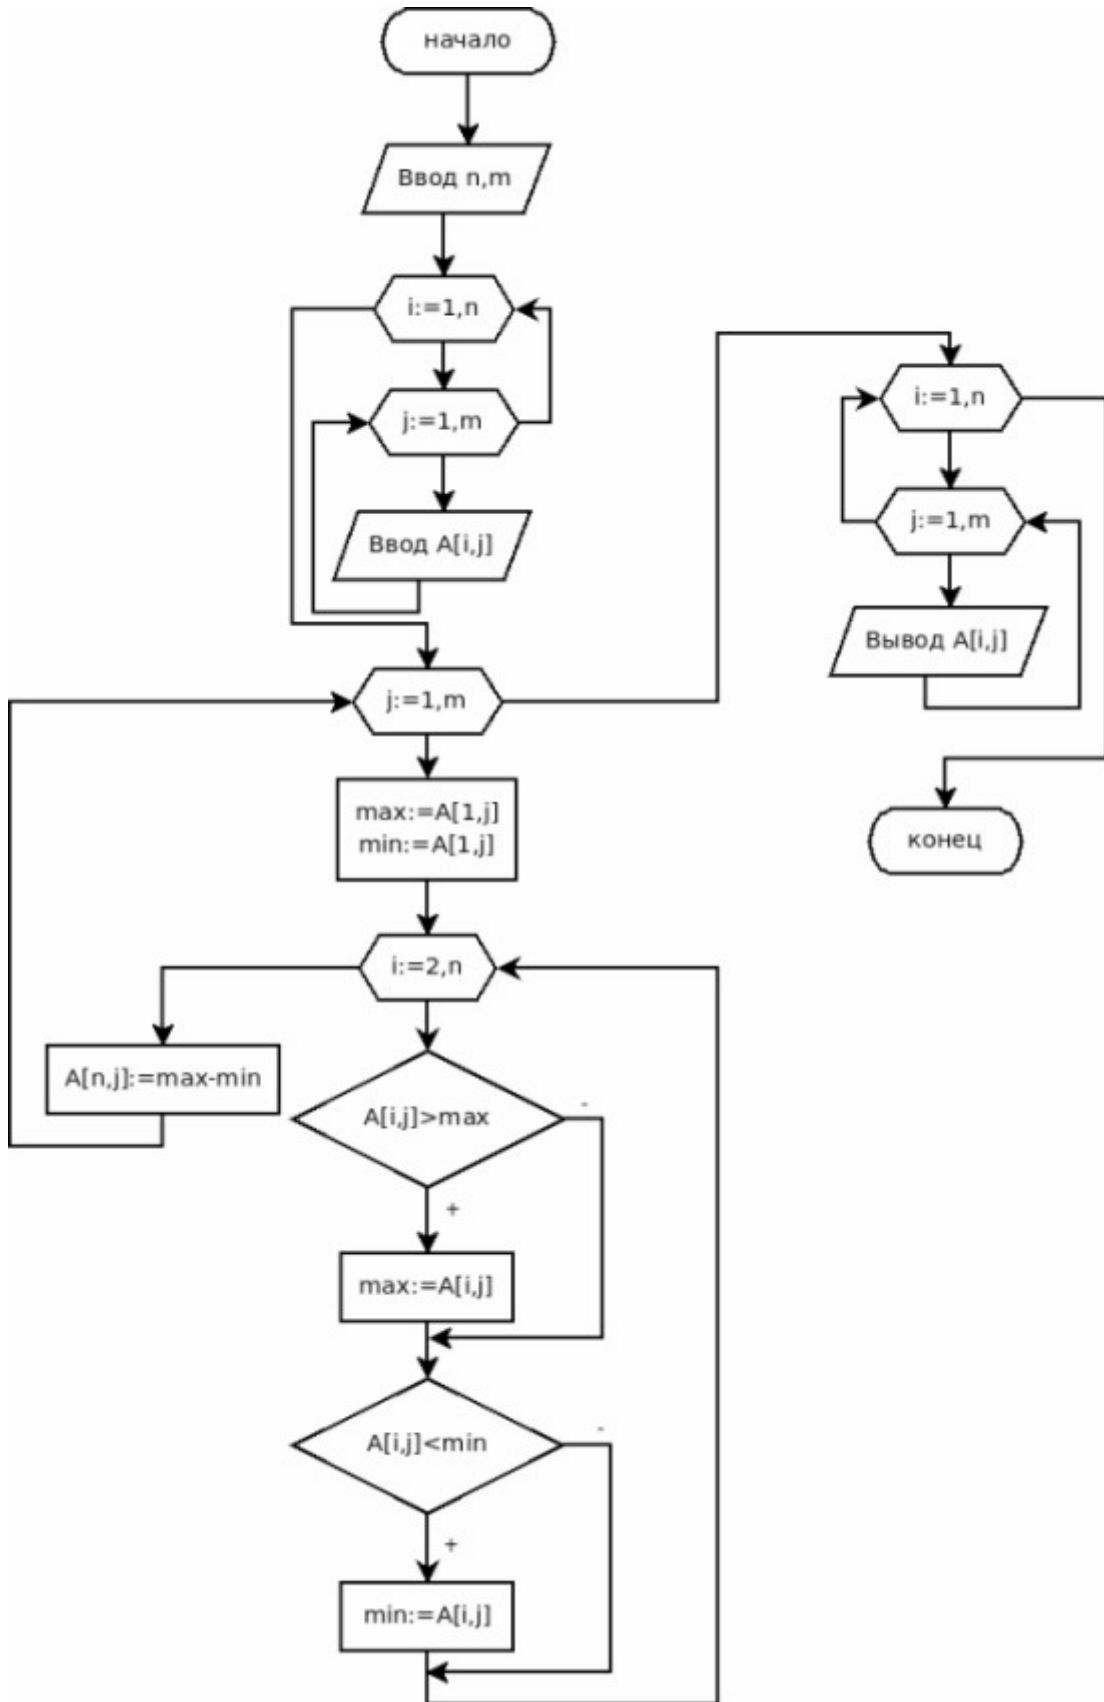 начало
Ввод n,m
i:=1,n
j:=1,m
Ввод A[i,j]
j:=1,m
max:=A[1,j]
min:=A[1,j]
i:=2,n
A[n,j]:=max-min
A[i,j]>max
-
+
max:=A[i,j]
A[i,j]<min
-
+
min:=A[i,j]
i:=1,n
j:=1,m
Вывод A[i,j]
конец